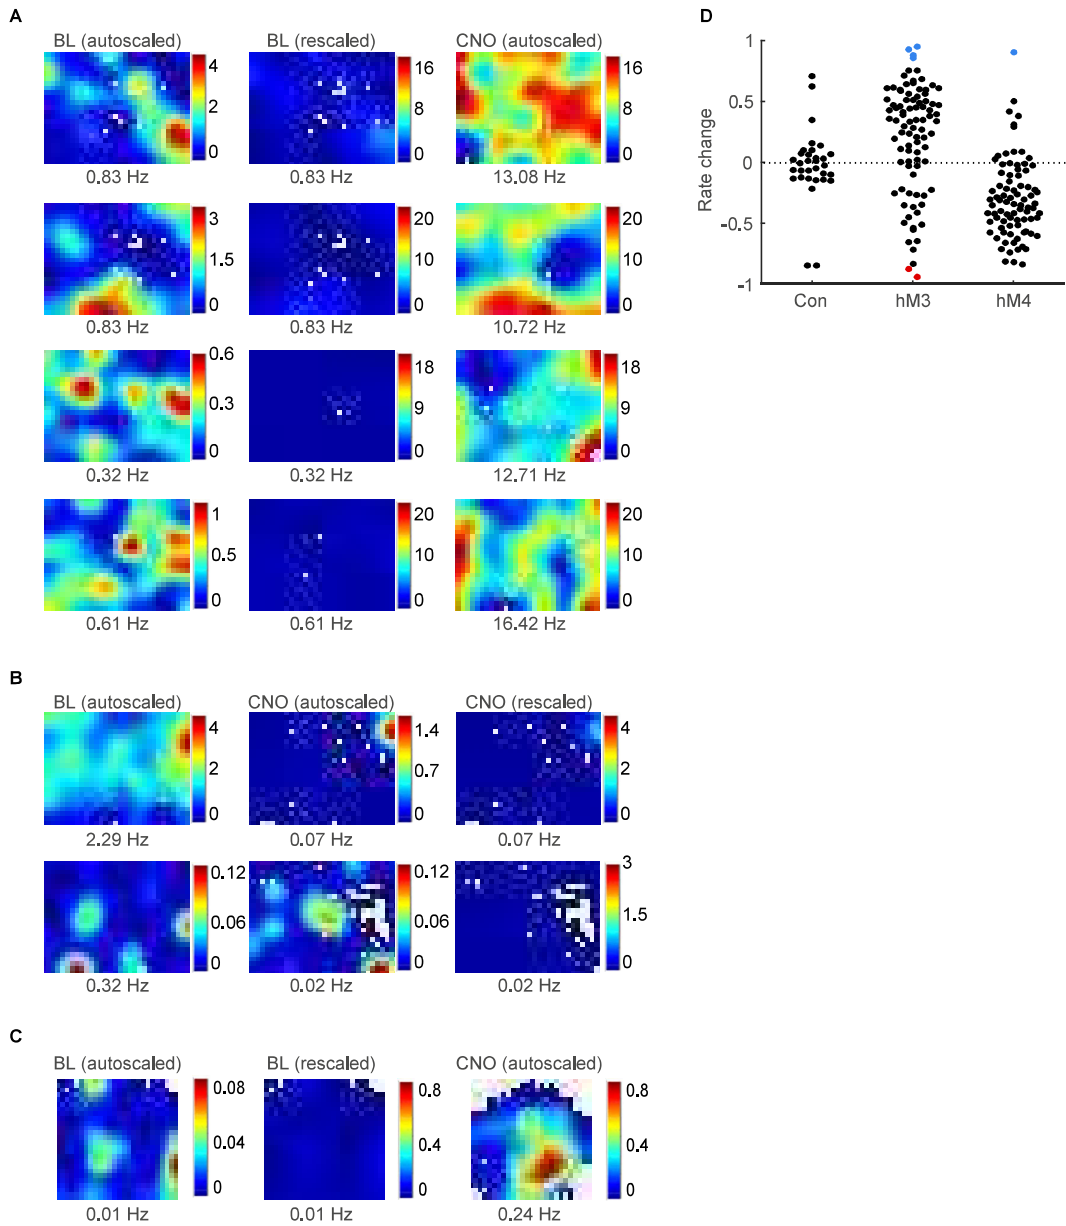 A
D
BL (autoscaled) BL (rescaled) CNO (autoscaled)
4 2 0 16 8 0 16 8 0
0.83 Hz 0.83 Hz 13.08 Hz
3 1.5 0 20 10 0 20 10 0
0.83 Hz 0.83 Hz 10.72 Hz
0.6 0.3 0 18 9 0 18 9 0
0.32 Hz 0.32 Hz 12.71 Hz
1 0.5 0 20 10 0 20 10 0
0.61 Hz 0.61 Hz 16.42 Hz
B
BL (autoscaled) CNO (autoscaled) CNO (rescaled)
4 2 0 1.4 0.7 0 4 2 0
2.29 Hz 0.07 Hz 0.07 Hz
0.12 0.06 0 0.12 0.06 0 3 1.5 0
0.32 Hz 0.02 Hz 0.02 Hz
C
BL (autoscaled) BL (rescaled) CNO (autoscaled)
0.08 0.04 0 0.8 0.4 0 0.8 0.4 0
0.01 Hz 0.01 Hz 0.24 Hz
Rate change
1
0.5
0
-0.5
-1
Con hM3 hM4